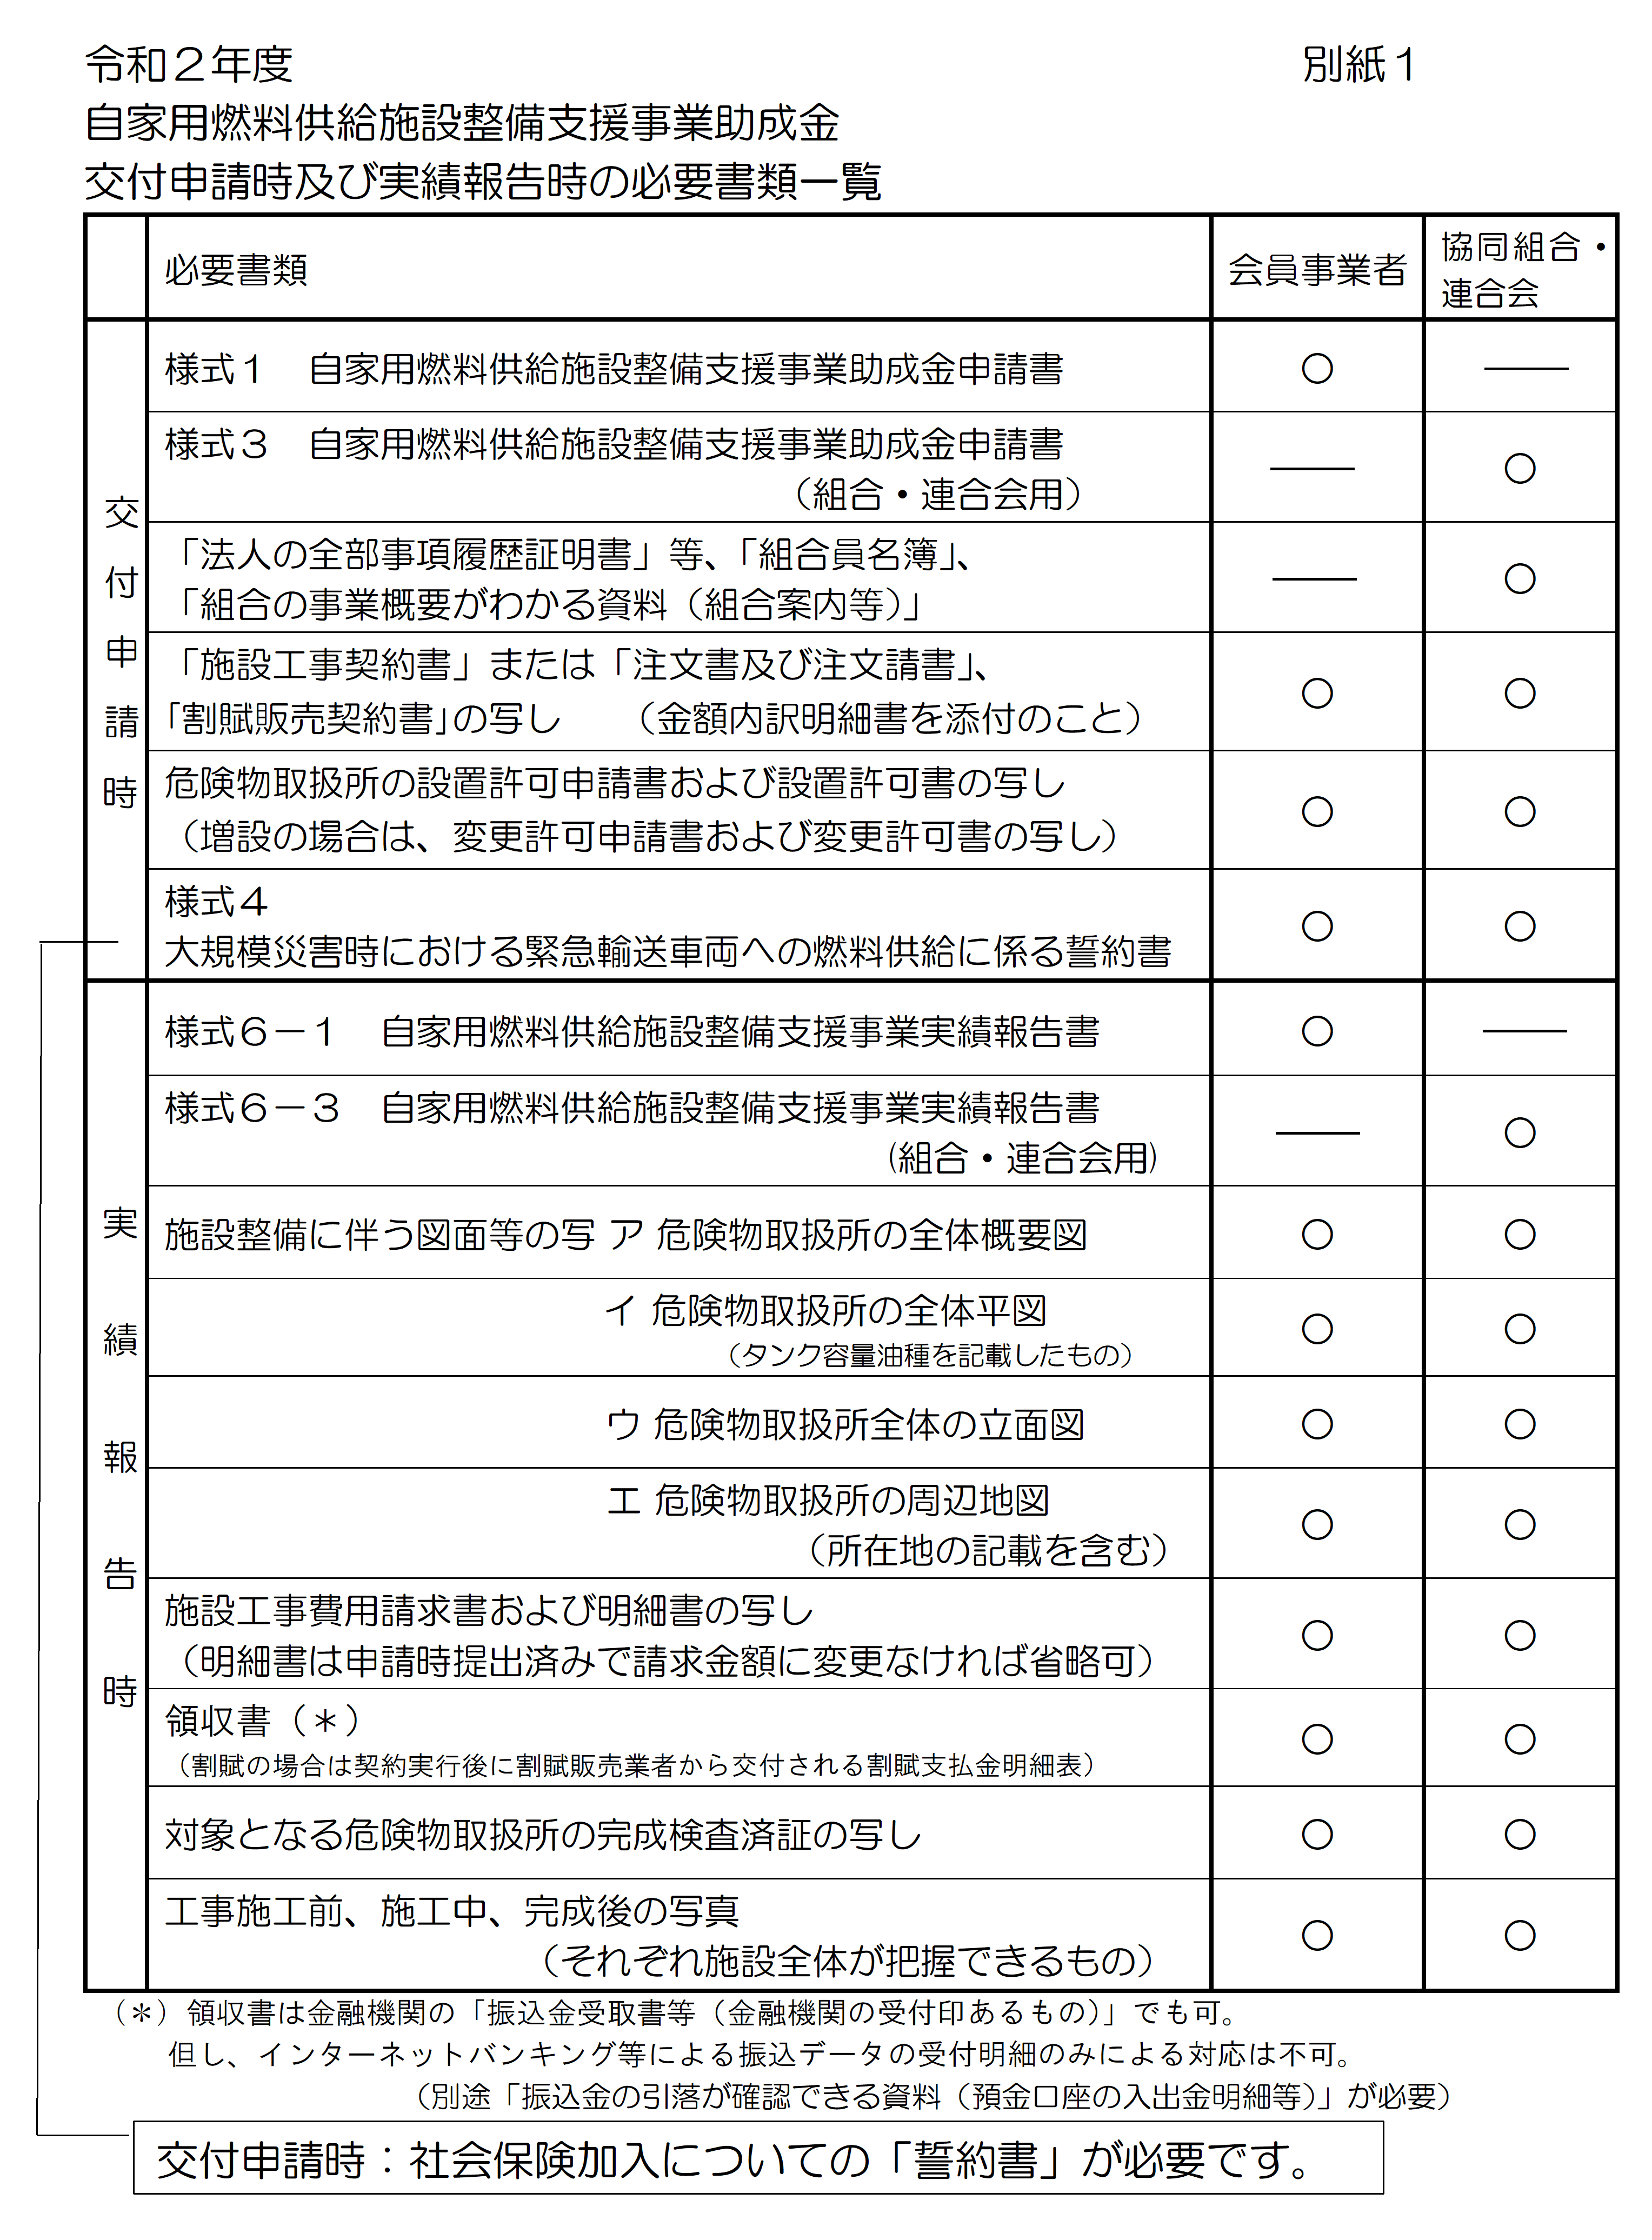 令和２年度
別紙１
自家用燃料供給施設整備支援事業助成金
交付申請時及び実績報告時の必要書類一覧
必要書類
会員事業者
協同組合・
連合会
交付申請時
様式１　自家用燃料供給施設整備支援事業助成金申請書
○
――
様式３　自家用燃料供給施設整備支援事業助成金申請書
（組合・連合会用）
――
○
「法人の全部事項履歴証明書」等、「組合員名簿」、
「組合の事業概要がわかる資料（組合案内等）」
――
○
「施設工事契約書」または「注文書及び注文請書」、
「割賦販売契約書」の写し　　（金額内訳明細書を添付のこと）
○
○
危険物取扱所の設置許可申請書および設置許可書の写し
（増設の場合は、変更許可申請書および変更許可書の写し）
○
○
様式４
大規模災害時における緊急輸送車両への燃料供給に係る誓約書
○
○
実績報告時
様式６－１　自家用燃料供給施設整備支援事業実績報告書
○
――
様式６－３　自家用燃料供給施設整備支援事業実績報告書
(組合・連合会用)
――
○
施設整備に伴う図面等の写 ア 危険物取扱所の全体概要図
○
○
イ 危険物取扱所の全体平図
（タンク容量油種を記載したもの）
○
○
ウ 危険物取扱所全体の立面図
○
○
エ 危険物取扱所の周辺地図
（所在地の記載を含む）
○
○
施設工事費用請求書および明細書の写し
（明細書は申請時提出済みで請求金額に変更なければ省略可）
○
○
領収書（＊）
（割賦の場合は契約実行後に割賦販売業者から交付される割賦支払金明細表）
○
○
対象となる危険物取扱所の完成検査済証の写し
○
○
工事施工前、施工中、完成後の写真
（それぞれ施設全体が把握できるもの）
○
○
（＊）領収書は金融機関の「振込金受取書等（金融機関の受付印あるもの）」でも可。
但し、インターネットバンキング等による振込データの受付明細のみによる対応は不可。
（別途「振込金の引落が確認できる資料（預金口座の入出金明細等）」が必要）
交付申請時：社会保険加入についての「誓約書」が必要です。